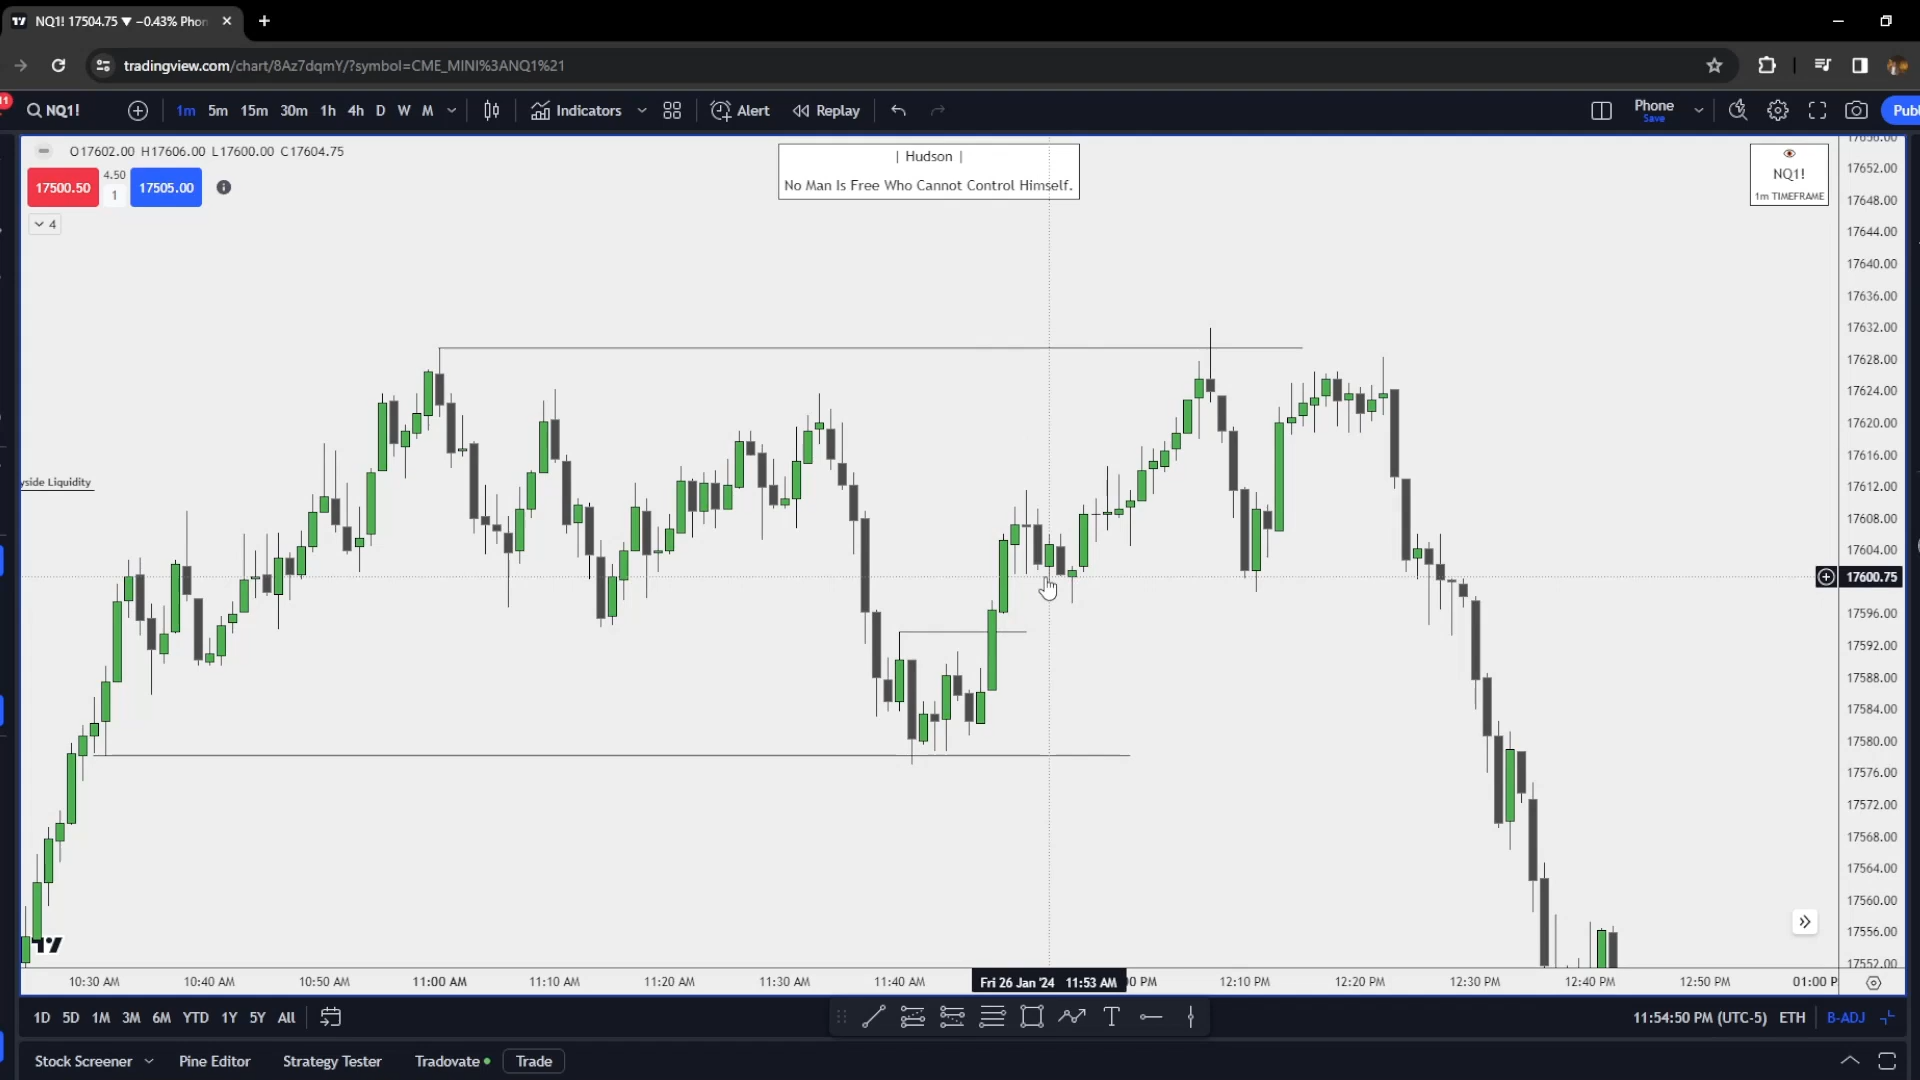 NQ1! 17504.75 ▼ −0.43% Phon
tradingview.com/chart/8Az7dqmY/?symbol=CME_MINI%3ANQ1%21
11
NQ1! 1m 5m 15m 30m 1h 4h D W M Indicators Alert Replay Phone Save Publ
O17602.00 H17606.00 L17600.00 C17604.75
17500.50 4.50 1 17505.00
4
| Hudson |
No Man Is Free Who Cannot Control Himself.
NQ1!
1m TIMEFRAME
yside Liquidity
17656.00
17652.00
17648.00
17644.00
17640.00
17636.00
17632.00
17628.00
17624.00
17620.00
17616.00
17612.00
17608.00
17604.00
17600.75
17596.00
17592.00
17588.00
17584.00
17580.00
17576.00
17572.00
17568.00
17564.00
17560.00
17556.00
17552.00
10:30 AM 10:40 AM 10:50 AM 11:00 AM 11:10 AM 11:20 AM 11:30 AM 11:40 AM Fri 26 Jan '24 11:53 AM 0 PM 12:10 PM 12:20 PM 12:30 PM 12:40 PM 12:50 PM 01:00 P
1D 5D 1M 3M 6M YTD 1Y 5Y All 11:54:50 PM (UTC-5) ETH B-ADJ
Stock Screener Pine Editor Strategy Tester Tradovate Trade